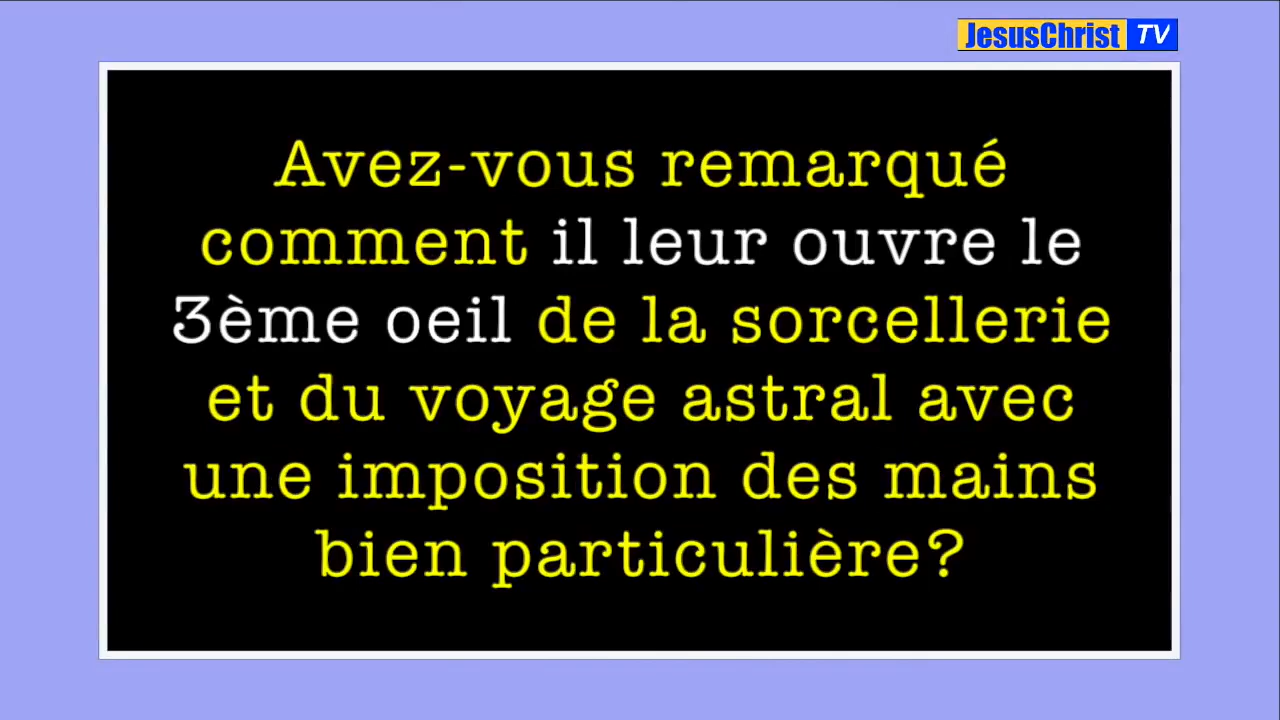 JesusChrist TV
Avez-vous remarqué
comment il leur ouvre le
3ème oeil de la sorcellerie
et du voyage astral avec
une imposition des mains
bien particulière?